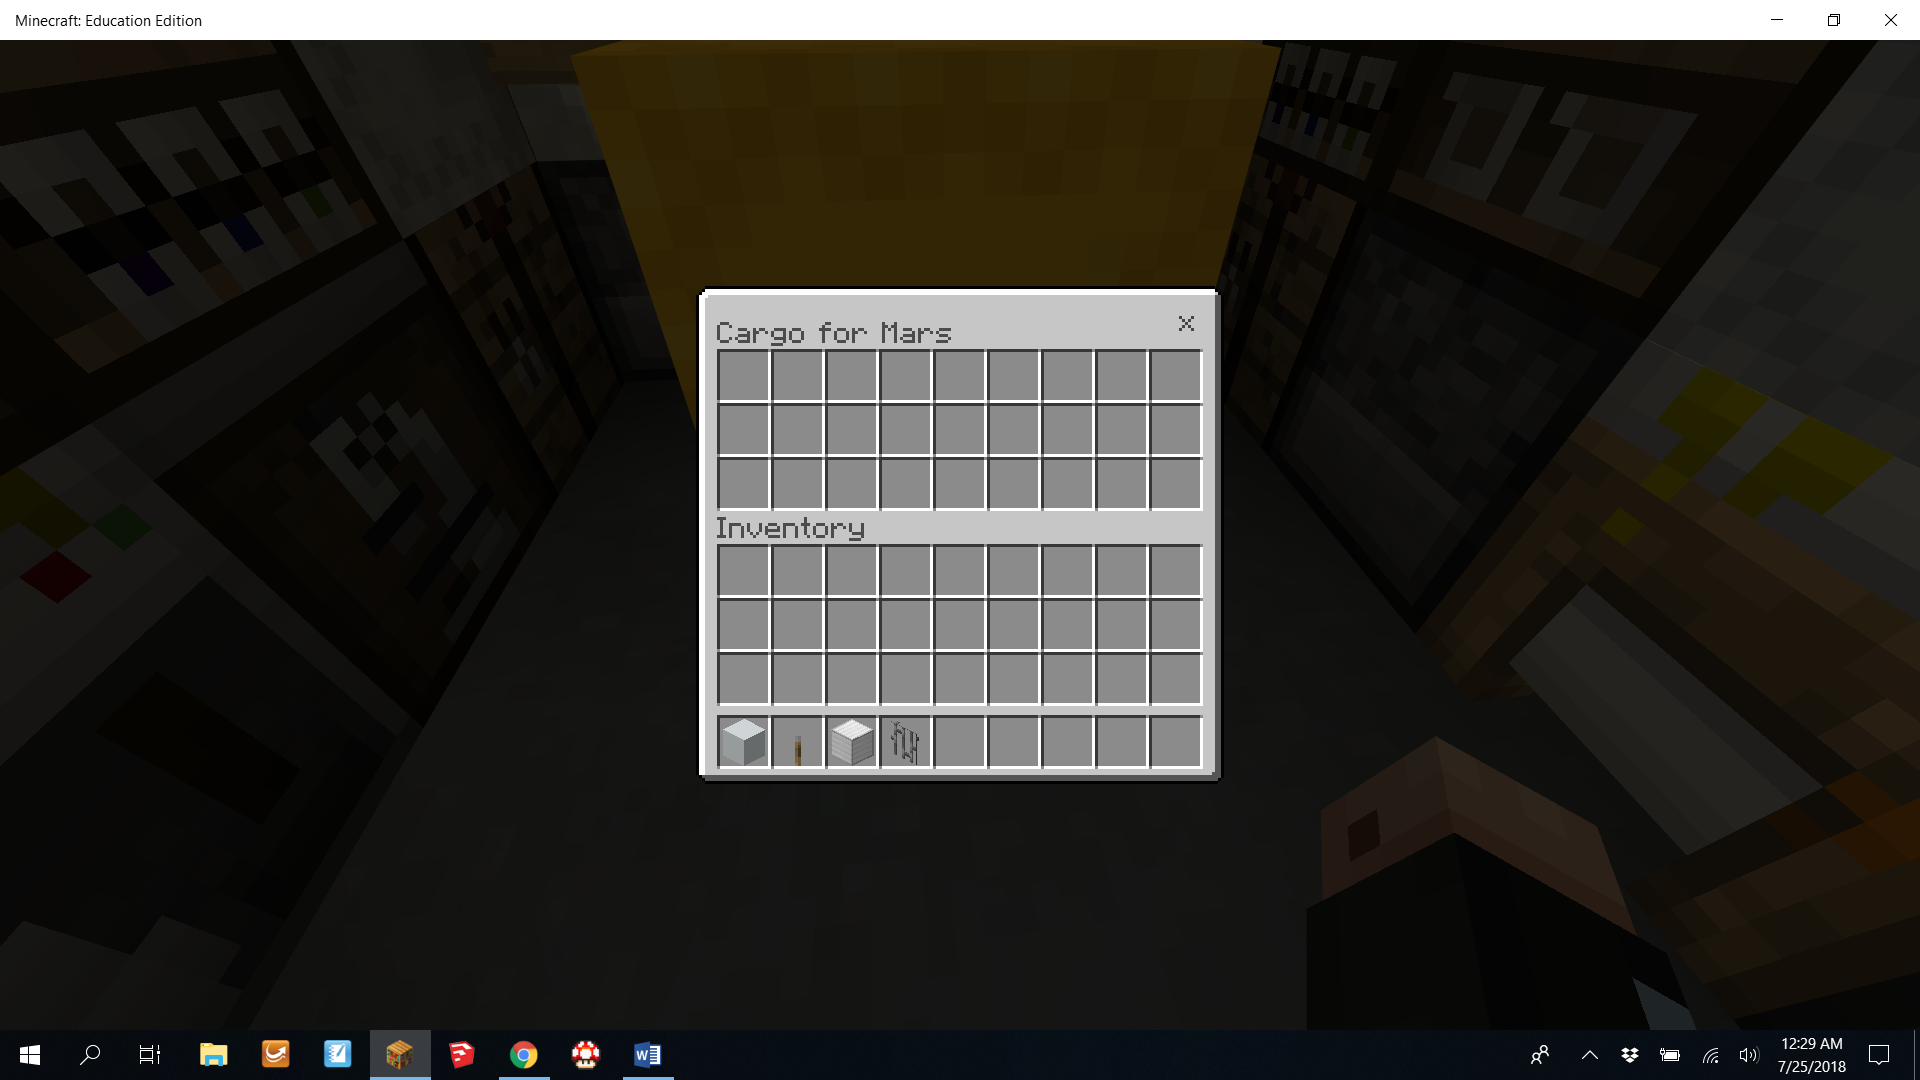 Minecraft: Education Edition
Cargo for Mars
Inventory
12:29 AM
7/25/2018